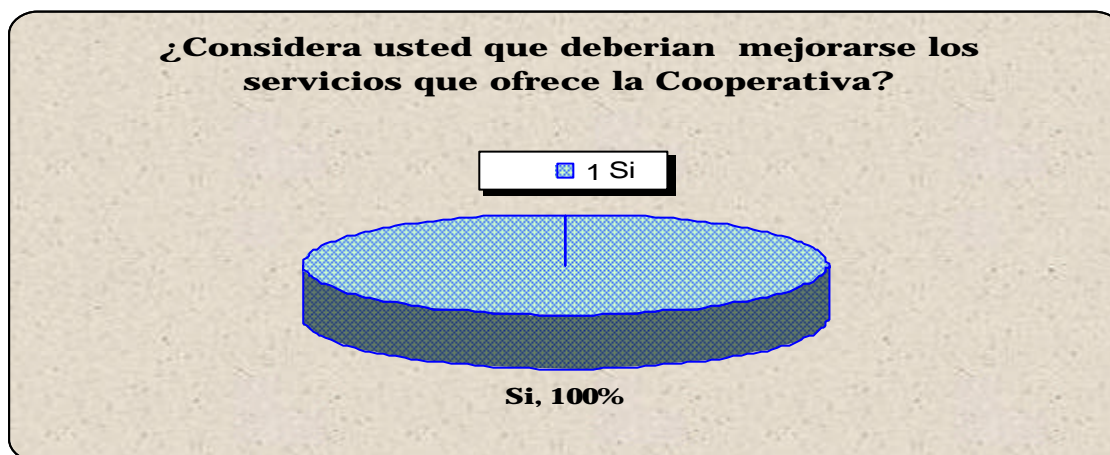 ¿Considera usted que deberian mejorarse los
servicios que ofrece la Cooperativa?
1 Si
Si, 100%